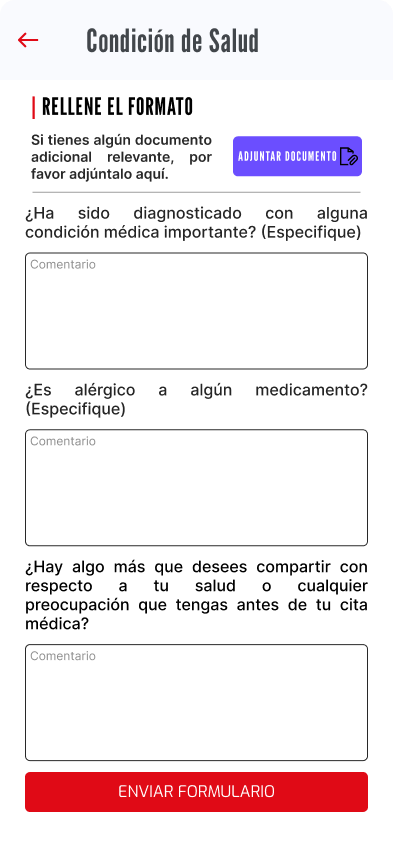 Condición de Salud
RELLENE EL FORMATO
Si tienes algún documento
adicional relevante, por
favor adjúntalo aquí.
ADJUNTAR DOCUMENTO
¿Ha sido diagnosticado con alguna
condición médica importante? (Especifique)
Comentario
¿Es alérgico a algún medicamento?
(Especifique)
Comentario
¿Hay algo más que desees compartir con
respecto a tu salud o cualquier
preocupación que tengas antes de tu cita
médica?
Comentario
ENVIAR FORMULARIO